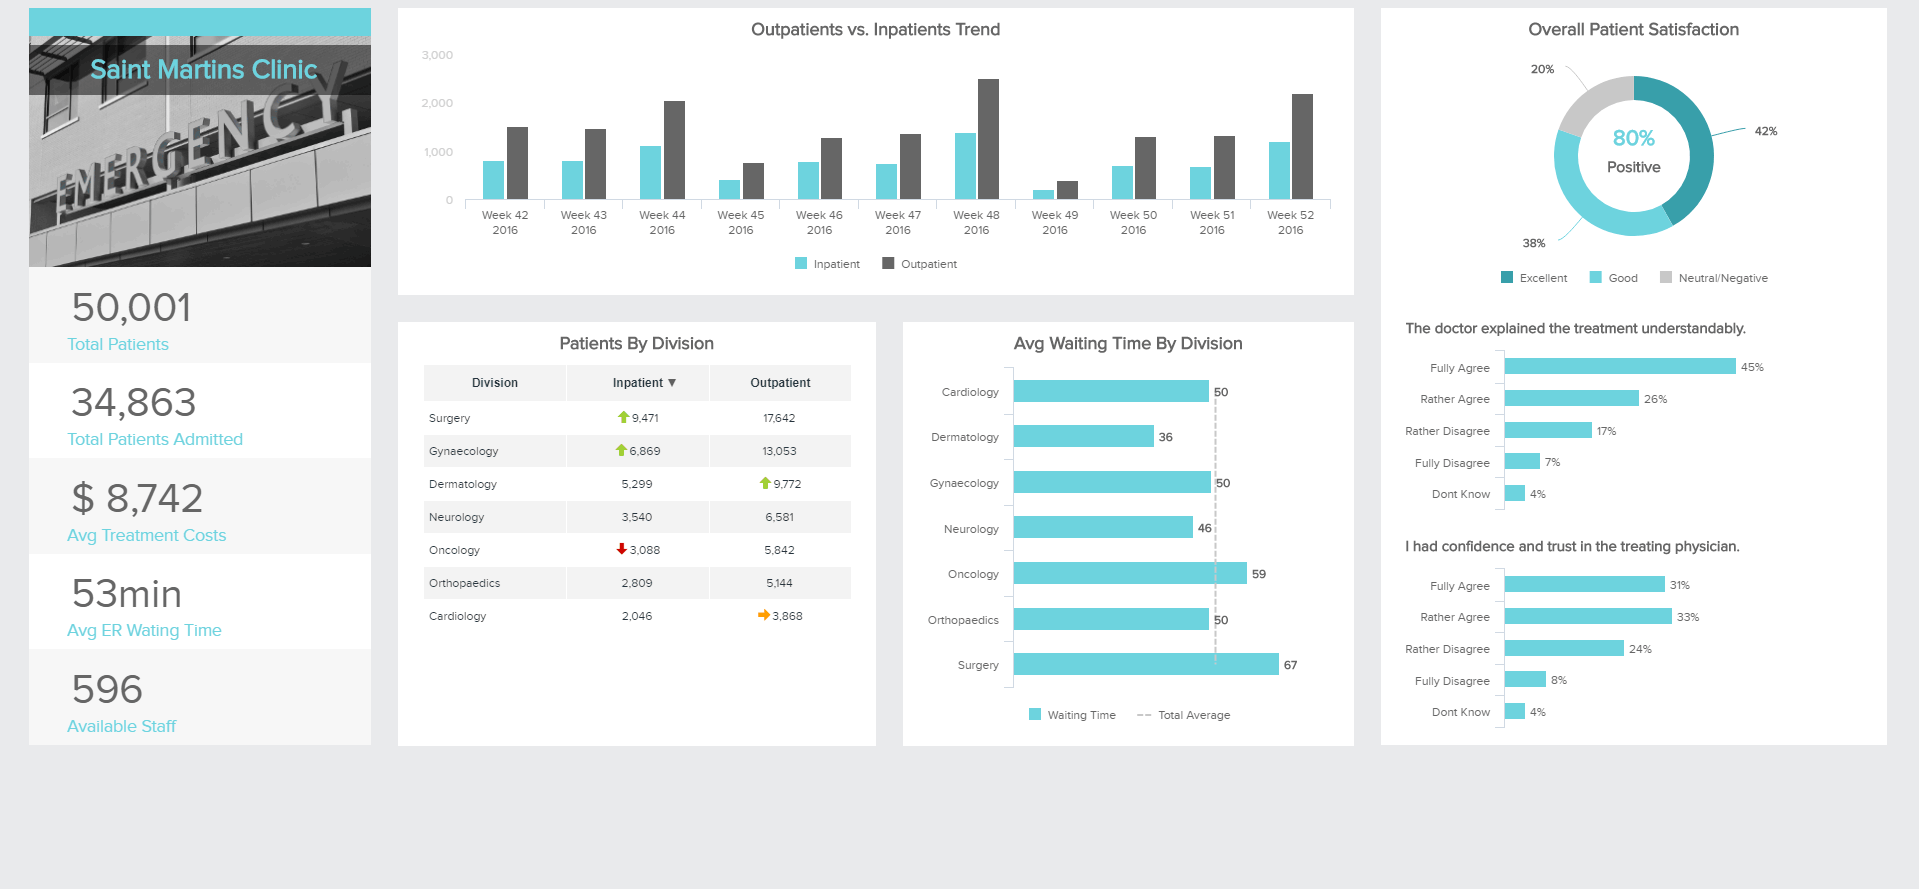 Saint Martins Clinic
EMERGENCY
50,001
Total Patients
34,863
Total Patients Admitted
$ 8,742
Avg Treatment Costs
53min
Avg ER Wating Time
596
Available Staff
Outpatients vs. Inpatients Trend
3,000
2,000
1,000
0
Week 42 Week 43 Week 44 Week 45 Week 46 Week 47 Week 48 Week 49 Week 50 Week 51 Week 52
2016 2016 2016 2016 2016 2016 2016 2016 2016 2016 2016
Inpatient Outpatient
Patients By Division
Division Inpatient ▼ Outpatient
Surgery 9,471 17,642
Gynaecology 6,869 13,053
Dermatology 5,299 9,772
Neurology 3,540 6,581
Oncology 3,088 5,842
Orthopaedics 2,809 5,144
Cardiology 2,046 3,868
Avg Waiting Time By Division
Cardiology 50
Dermatology 36
Gynaecology 50
Neurology 46
Oncology 59
Orthopaedics 50
Surgery 67
Waiting Time Total Average
Overall Patient Satisfaction
20%
42%
80%
Positive
38%
Excellent Good Neutral/Negative
The doctor explained the treatment understandably.
Fully Agree 45%
Rather Agree 26%
Rather Disagree 17%
Fully Disagree 7%
Dont Know 4%
I had confidence and trust in the treating physician.
Fully Agree 31%
Rather Agree 33%
Rather Disagree 24%
Fully Disagree 8%
Dont Know 4%